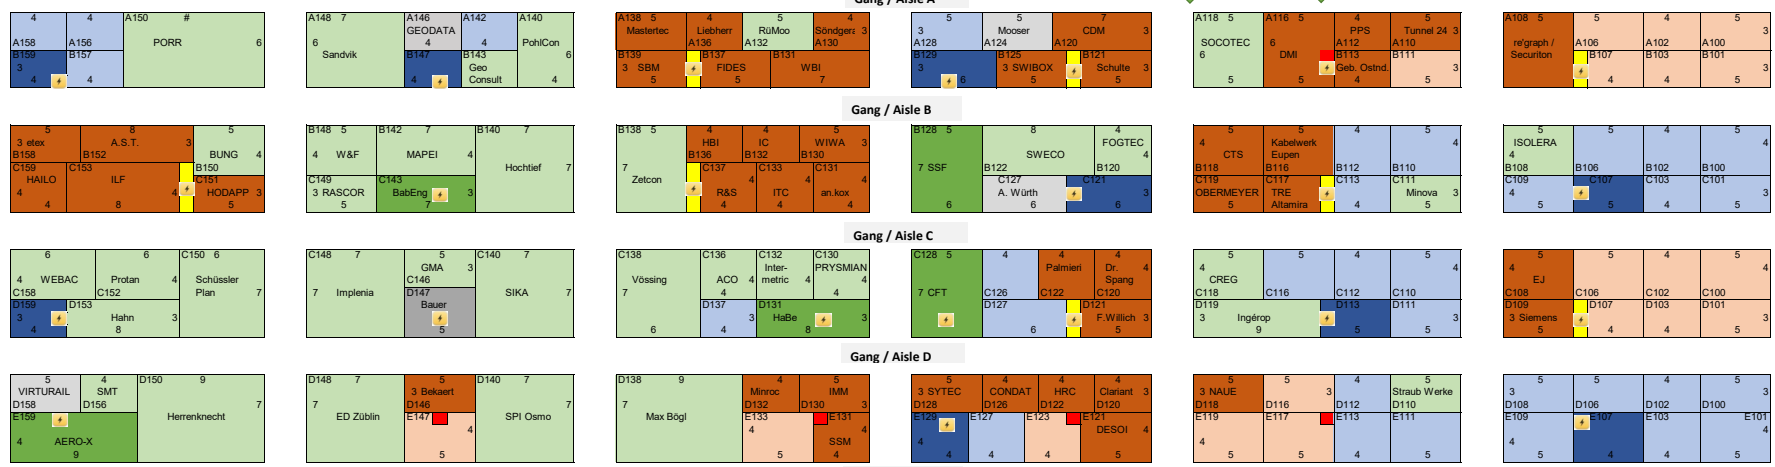 Gang / Aisle A
4 4 A150 #
A158 A156 PORR 6
B159 B157
3
4 4
A148 7 A146 A142 A140
GEODATA
6 4 4 PohlCon
Sandvik B147 B143
Geo
4 Consult 4
A138 5 4 5 4
Mastertec Liebherr RüMoo
A136 A132 A130
B139 B137 B131
3 SBM FIDES WBI
5 5 7
5 5 7
3 Mooser CDM
A128 A124 A120
B129 B125 B121
3 3 SWIBOX Schulte 3
6 5 5
A118 5 A116 5 4 5
PPS Tunnel 24 3
SOCOTEC 6 A112 A110
6 DMI B113 B111
Geb. Ostnd. 3
5 5 4 5
A108 5 5 4 5
re'graph / 3
Securiton A106 A102 A100
B107 B103 B101
3
5 4 4 5
Gang / Aisle B
5 8 5
3 etex A.S.T. 3 BUNG 4
B158 B152 B150
C159 C153 C151
HAILO ILF HODAPP 3
4
4 8 5
B148 5 B142 7 B140 7
4 W&F MAPEI 4 Hochtief 7
C149 C143
3 RASCOR BabEng 3
5 7
B138 5 4 4 5
HBI IC WIWA 3
7 B136 B132 B130
Zetcon C137 C133 C131
R&S ITC an.kox
4 4 4
B128 5 8 4
FOGTEC
7 SSF SWECO 4
B122 B120
C127 C121
A. Würth 3
6 6 6
5 5 4 5
4 CTS Kabelwerk 4
Eupen
B118 B116 B112 B110
C119 C117 C113 C111
OBERMEYER TRE Minova 3
5 Altamira 4 5
5 5 4 5
ISOLERA
4 4
B108 B106 B102 B100
C109 C107 C103 C101
4 3
5 5 4 5
Gang / Aisle C
6 6 C150 6
4 WEBAC Protan 4 Schüssler
C158 C152 Plan 7
D159 D153
3 Hahn 3
4 8
C148 7 5 C140 7
GMA 3
C146
7 Implenia D147 SIKA 7
Bauer
5
C138 C136 C132 C130
Inter- PRYSMIAN
Vössing ACO 4 metric 4
7 4 4 4
D137 D131
3 HaBe 3
6 4 8
C128 5 4 4 4
Palmieri Dr. 4
7 CFT Spang
C126 C122 C120
D127 D121
F.Willich 3
6 5
5 5 4 5
4 CREG 4
C118 C116 C112 C110
D119 D113 D111
3 Ingérop 3
9 5 5
5 5 4 5
4 EJ 4
C108 C106 C102 C100
D109 D107 D103 D101
3 Siemens 3
5 4 4 5
Gang / Aisle D
5 4 D150 9
VIRTURAIL SMT 7
D158 D156
E159 Herrenknecht
4 AERO-X
9
D148 7 5 D140 7
3 Bekaert
7 D146 7
ED Züblin E147 SPI Osmo
4
5
D138 9 4 5
Minroc IMM
7 D132 D130 3
Max Bögl E133 E131
4 SSM 4
5 4
5 4 4 4
3 SYTEC CONDAT HRC Clariant 3
D128 D126 D122 D120
E129 E127 E121
4 DESOI 4
4 4 4 5
5 5 4 5
3 NAUE 3 Straub Werke
D118 D116 D112 D110
E119 E117 E113 E111
4
5 5 4 5
5 5 4 5
3 3
D108 D106 D102 D100
E109 E107 E103 E101
4 4
5 4 4 5